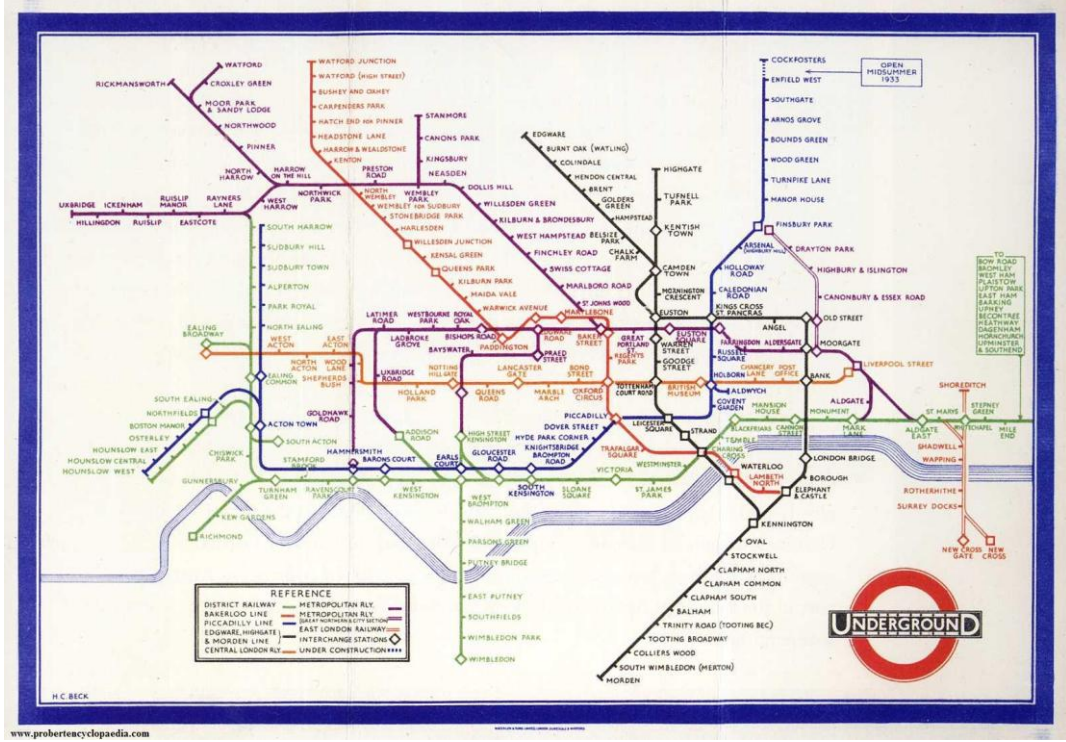 WATFORD
CROXLEY GREEN
RICKMANSWORTH
MOOR PARK
& SANDY LODGE
NORTHWOOD
PINNER
NORTH
HARROW
HARROW
ON THE HILL
NORTHWICK
PARK
PRESTON
ROAD
WEMBLEY
PARK
WEST
HARROW
RAYNERS
LANE
EASTCOTE
RUISLIP
MANOR
RUISLIP
ICKENHAM
HILLINGDON
UXBRIDGE
WATFORD JUNCTION
WATFORD (HIGH STREET)
BUSHEY AND OXHEY
CARPENDERS PARK
HATCH END FOR PINNER
HEADSTONE LANE
HARROW & WEALDSTONE
KENTON
NORTH
WEMBLEY
WEMBLEY FOR SUDBURY
STONEBRIDGE PARK
HARLESDEN
WILLESDEN JUNCTION
KENSAL GREEN
QUEENS PARK
KILBURN PARK
MAIDA VALE
WARWICK AVENUE
PADDINGTON
STANMORE
CANONS PARK
KINGSBURY
NEASDEN
DOLLIS HILL
WILLESDEN GREEN
KILBURN & BRONDESBURY
WEST HAMPSTEAD
FINCHLEY ROAD
SWISS COTTAGE
MARLBORO ROAD
ST JOHNS WOOD
MARYLEBONE
EDGWARE
BURNT OAK (WATLING)
COLINDALE
HENDON CENTRAL
BRENT
GOLDERS
GREEN
HAMPSTEAD
BELSIZE
PARK
CHALK
FARM
HIGHGATE
TUFNELL
PARK
KENTISH
TOWN
CAMDEN
TOWN
MORNINGTON
CRESCENT
EUSTON
COCKFOSTERS
OPEN
MIDSUMMER
1933
ENFIELD WEST
SOUTHGATE
ARNOS GROVE
BOUNDS GREEN
WOOD GREEN
TURNPIKE LANE
MANOR HOUSE
FINSBURY PARK
ARSENAL
(HIGHBURY HILL)
HOLLOWAY
ROAD
CALEDONIAN
ROAD
KINGS CROSS
ST. PANCRAS
DRAYTON PARK
HIGHBURY & ISLINGTON
CANONBURY & ESSEX ROAD
OLD STREET
MOORGATE
ANGEL
TO
BOW ROAD
BROMLEY
WEST HAM
PLAISTOW
UPTON PARK
EAST HAM
BARKING
UPNEY
BECONTREE
HEATHWAY
DAGENHAM
HORNCHURCH
UPMINSTER
& SOUTHEND
SOUTH HARROW
SUDBURY HILL
SUDBURY TOWN
ALPERTON
PARK ROYAL
NORTH EALING
EALING
BROADWAY
WEST
ACTON
EAST
ACTON
NORTH
ACTON
WOOD
LANE
SHEPHERDS
BUSH
EALING
COMMON
LATIMER
ROAD
LADBROKE
GROVE
WESTBOURNE
PARK
ROYAL
OAK
BISHOPS ROAD
EDGWARE
ROAD
BAKER
STREET
GREAT
PORTLAND
ST
REGENTS
PARK
EUSTON
SQUARE
WARREN
STREET
GOODGE
STREET
FARRINGDON
ALDERSGATE
RUSSELL
SQUARE
BAYSWATER
PRAED
STREET
UXBRIDGE
ROAD
GOLDHAWK
ROAD
HOLLAND
PARK
NOTTING
HILL GATE
QUEENS
ROAD
LANCASTER
GATE
MARBLE
ARCH
BOND
STREET
OXFORD
CIRCUS
TOTTENHAM
COURT ROAD
BRITISH
MUSEUM
HOLBORN
CHANCERY
LANE
POST
OFFICE
BANK
LIVERPOOL STREET
ALDGATE
ALDWYCH
COVENT
GARDEN
PICCADILLY
DOVER STREET
HYDE PARK CORNER
KNIGHTSBRIDGE
BROMPTON
ROAD
LEICESTER
SQUARE
STRAND
TRAFALGAR
SQUARE
CHARING
CROSS
TEMPLE
BLACKFRIARS
MANSION
HOUSE
CANNON
STREET
MONUMENT
MARK
LANE
ALDGATE
EAST
ST MARYS
WHITECHAPEL
STEPNEY
GREEN
MILE
END
SHOREDITCH
SHADWELL
WAPPING
ROTHERHITHE
SURREY DOCKS
NEW CROSS
GATE
NEW
CROSS
SOUTH EALING
NORTHFIELDS
BOSTON MANOR
OSTERLEY
HOUNSLOW EAST
HOUNSLOW CENTRAL
HOUNSLOW WEST
ACTON TOWN
SOUTH ACTON
CHISWICK
PARK
GUNNERSBURY
KEW GARDENS
RICHMOND
TURNHAM
GREEN
STAMFORD
BROOK
RAVENSCOURT
PARK
HAMMERSMITH
BARONS COURT
WEST
KENSINGTON
ADDISON
ROAD
EARLS
COURT
HIGH STREET
KENSINGTON
GLOUCESTER
ROAD
SOUTH
KENSINGTON
SLOANE
SQUARE
VICTORIA
ST JAMES
PARK
WESTMINSTER
WATERLOO
LAMBETH
NORTH
ELEPHANT
& CASTLE
LONDON BRIDGE
BOROUGH
KENNINGTON
OVAL
STOCKWELL
CLAPHAM NORTH
CLAPHAM COMMON
CLAPHAM SOUTH
BALHAM
TRINITY ROAD (TOOTING BEC)
TOOTING BROADWAY
COLLIERS WOOD
SOUTH WIMBLEDON (MERTON)
MORDEN
WEST
BROMPTON
WALHAM GREEN
PARSONS GREEN
PUTNEY BRIDGE
EAST PUTNEY
SOUTHFIELDS
WIMBLEDON PARK
WIMBLEDON
REFERENCE
DISTRICT RAILWAY
BAKERLOO LINE
PICCADILLY LINE
EDGWARE, HIGHGATE
& MORDEN LINE
CENTRAL LONDON RLY.
METROPOLITAN RLY.
METROPOLITAN RLY.
(GREAT NORTHERN & CITY SECTION)
EAST LONDON RAILWAY
INTERCHANGE STATIONS
UNDER CONSTRUCTION
UNDERGROUND
H.C. BECK
www.probertencyclopaedia.com